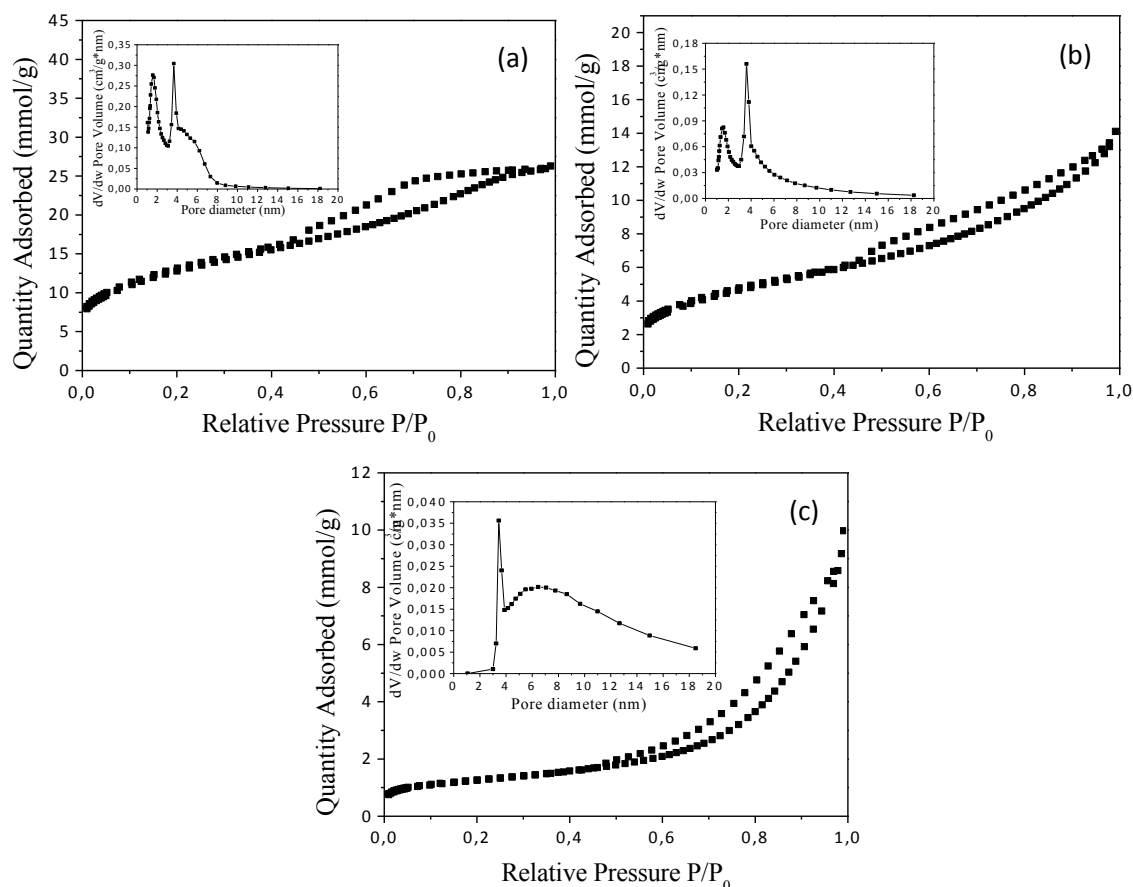 (a)
45
40
35
30
25
20
15
10
5
0
0,0 0,2 0,4 0,6 0,8 1,0
Quantity Adsorbed (mmol/g)
Relative Pressure P/P0
0,35
0,30
0,25
0,20
0,15
0,10
0,05
0,00
0 2 4 6 8 10 12 14 16 18 20
dV/dw Pore Volume (cm3/g*nm)
Pore diameter (nm)
(b)
20
18
16
14
12
10
8
6
4
2
0
0,0 0,2 0,4 0,6 0,8 1,0
Quantity Adsorbed (mmol/g)
Relative Pressure P/P0
0,18
0,15
0,12
0,09
0,06
0,03
0,00
0 2 4 6 8 10 12 14 16 18 20
dV/dw Pore Volume (cm3/g*nm)
Pore diameter (nm)
(c)
12
10
8
6
4
2
0
0,0 0,2 0,4 0,6 0,8 1,0
Quantity Adsorbed (mmol/g)
Relative Pressure P/P0
0,040
0,035
0,030
0,025
0,020
0,015
0,010
0,005
0,000
0 2 4 6 8 10 12 14 16 18 20
dV/dw Pore Volume (cm3/g*nm)
Pore diameter (nm)